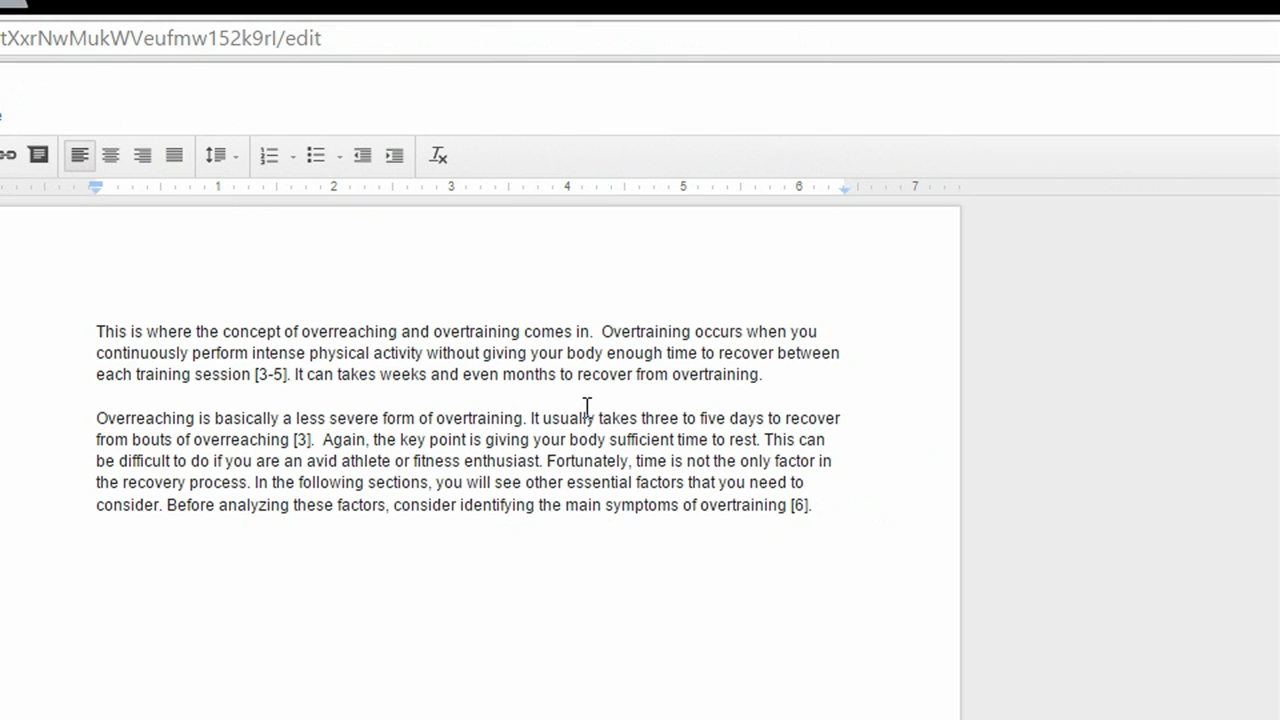 tXxrNwMukWVeufmw152k9rI/edit
1 2 3 4 5 6 7
This is where the concept of overreaching and overtraining comes in.  Overtraining occurs when you
continuously perform intense physical activity without giving your body enough time to recover between
each training session [3-5]. It can takes weeks and even months to recover from overtraining.
Overreaching is basically a less severe form of overtraining. It usually takes three to five days to recover
from bouts of overreaching [3].  Again, the key point is giving your body sufficient time to rest. This can
be difficult to do if you are an avid athlete or fitness enthusiast. Fortunately, time is not the only factor in
the recovery process. In the following sections, you will see other essential factors that you need to
consider. Before analyzing these factors, consider identifying the main symptoms of overtraining [6].